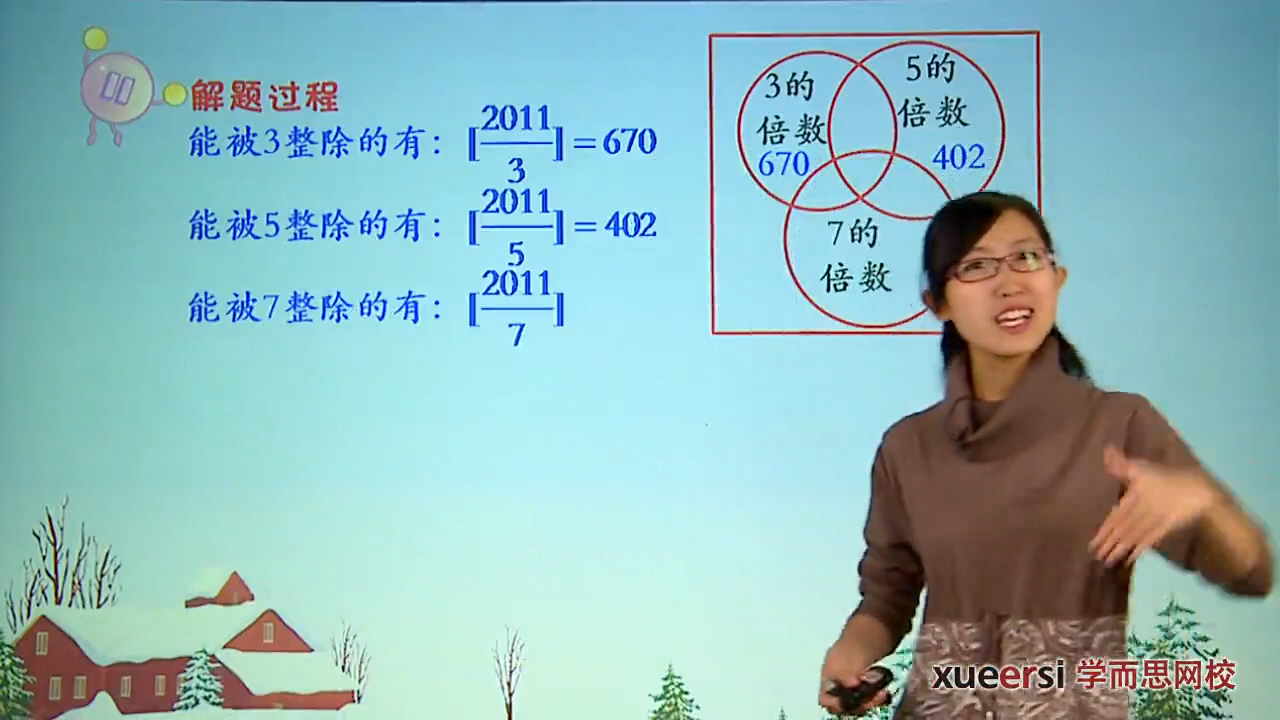 解题过程
能被3整除的有：[2011/3]=670
能被5整除的有：[2011/5]=402
能被7整除的有：[2011/7]
3的
倍数
670
5的
倍数
402
7的
倍数
xueersi 学而思网校